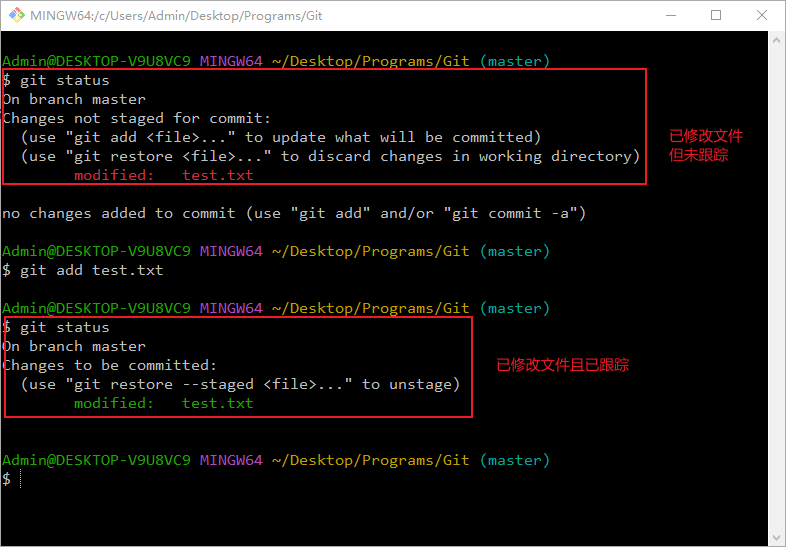 MINGW64:/c/Users/Admin/Desktop/Programs/Git
Admin@DESKTOP-V9U8VC9 MINGW64 ~/Desktop/Programs/Git (master)
$ git status
On branch master
Changes not staged for commit:
  (use "git add <file>..." to update what will be committed)
  (use "git restore <file>..." to discard changes in working directory)
        modified:   test.txt
已修改文件
但未跟踪
no changes added to commit (use "git add" and/or "git commit -a")
Admin@DESKTOP-V9U8VC9 MINGW64 ~/Desktop/Programs/Git (master)
$ git add test.txt
Admin@DESKTOP-V9U8VC9 MINGW64 ~/Desktop/Programs/Git (master)
$ git status
On branch master
Changes to be committed:
  (use "git restore --staged <file>..." to unstage)
        modified:   test.txt
已修改文件且已跟踪
Admin@DESKTOP-V9U8VC9 MINGW64 ~/Desktop/Programs/Git (master)
$